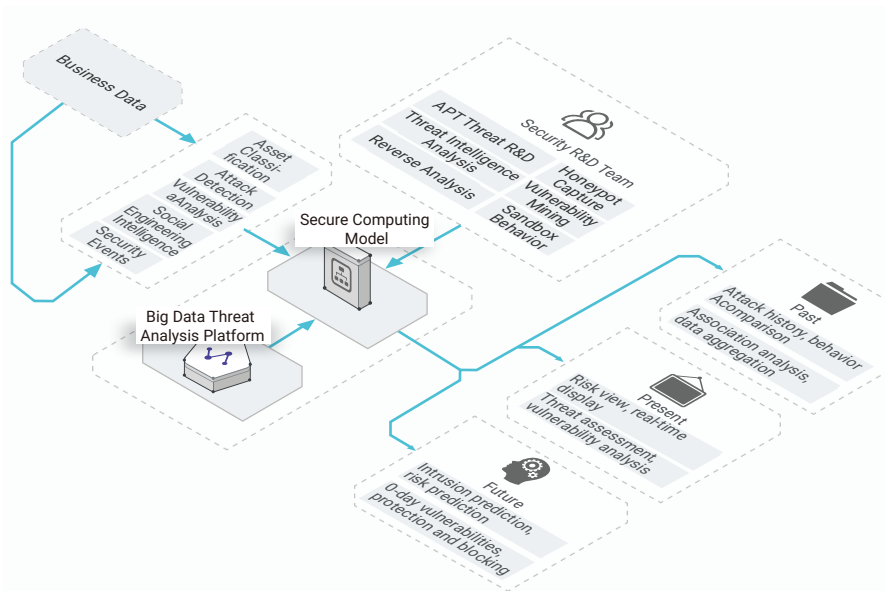 Business Data
Asset
Classi-
fication
Attack
Detection
Vulnerability
aAnalysis
Social
Engineering
Intelligence
Security
Events
Security R&D Team
APT Threat R&D
Threat Intelligence
Analysis
Reverse Analysis
Honeypot
Capture
Vulnerability
Mining
Sandbox
Behavior
Secure Computing
Model
Big Data Threat
Analysis Platform
Past
Attack history, behavior
Acomparison
Association analysis,
data aggregation
Present
Risk view, real-time
display
Threat assessment,
vulnerability analysis
Future
Intrusion prediction,
risk prediction
0-day vulnerabilities,
protection and blocking